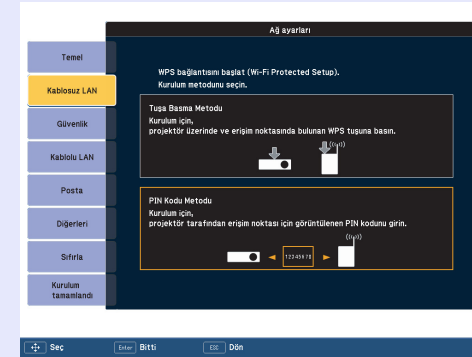 Ağ ayarları
Temel
Kablosuz LAN
Güvenlik
Kablolu LAN
Posta
Diğerleri
Sıfırla
Kurulum
tamamlandı
WPS bağlantısını başlat (Wi-Fi Protected Setup).
Kurulum metodunu seçin.
Tuşa Basma Metodu
Kurulum için,
projektör üzerinde ve erişim noktasında bulunan WPS tuşuna basın.
PIN Kodu Metodu
Kurulum için,
projektör tarafından erişim noktası için görüntülenen PIN kodunu girin.
12345678
Seç Enter Bitti ESC Dön